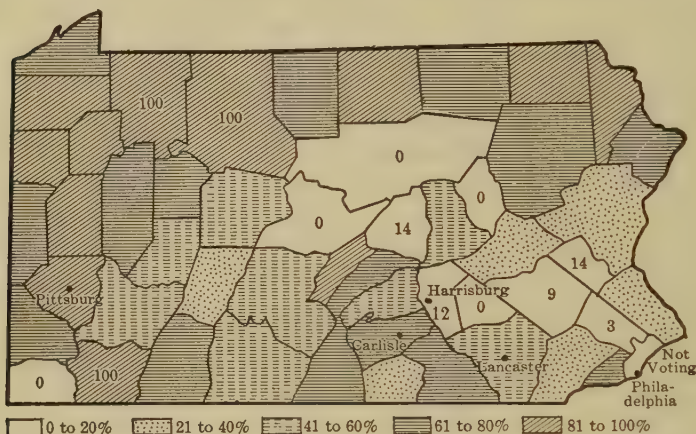 100
100
0
0
0
14
14
Pittsburg
Harrisburg
9
12
0
3
Carlisle
Lancaster
Not
Voting
0
100
Phila-
delphia
0 to 20%
21 to 40%
41 to 60%
61 to 80%
81 to 100%